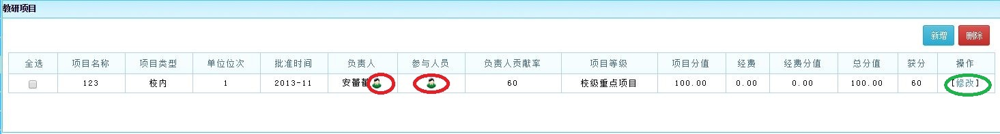 教研项目
新增 删除
全选 项目名称 项目类型 单位位次 批准时间 负责人 参与人员 负责人贡献率 项目等级 项目分值 经费 经费分值 总分值 获分 操作
123 校内 1 2013-11 安蕾蕾 60 校级重点项目 100.00 0.00 0.00 100.00 60 [修改]